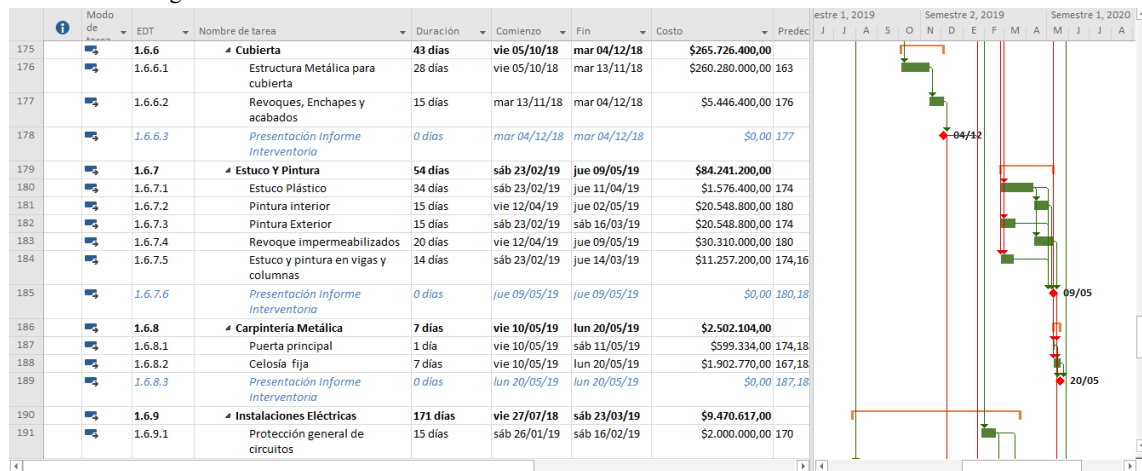 Modo de EDT Nombre de tarea Duración Comienzo Fin Costo Predec
estre 1, 2019 Semestre 2, 2019 Semestre 1, 2020
J J A S O N D E F M A M J J A
175 1.6.6 Cubierta 43 días vie 05/10/18 mar 04/12/18 $265.726.400,00
176 1.6.6.1 Estructura Metálica para 28 días vie 05/10/18 mar 13/11/18 $260.280.000,00 163
cubierta
177 1.6.6.2 Revoques, Enchapes y 15 días mar 13/11/18 mar 04/12/18 $5.446.400,00 176
acabados
178 1.6.6.3 Presentación Informe 0 días mar 04/12/18 mar 04/12/18 $0,00 177 04/12
Interventoria
179 1.6.7 Estuco Y Pintura 54 días sáb 23/02/19 jue 09/05/19 $84.241.200,00
180 1.6.7.1 Estuco Plástico 34 días sáb 23/02/19 jue 11/04/19 $1.576.400,00 174
181 1.6.7.2 Pintura interior 15 días vie 12/04/19 jue 02/05/19 $20.548.800,00 180
182 1.6.7.3 Pintura Exterior 15 días sáb 23/02/19 sáb 16/03/19 $20.548.800,00 174
183 1.6.7.4 Revoque impermeabilizados 20 días vie 12/04/19 jue 09/05/19 $30.310.000,00 180
184 1.6.7.5 Estuco y pintura en vigas y 14 días sáb 23/02/19 jue 14/03/19 $11.257.200,00 174,16
columnas
185 1.6.7.6 Presentación Informe 0 días jue 09/05/19 jue 09/05/19 $0,00 180,18 09/05
Interventoria
186 1.6.8 Carpintería Metálica 7 días vie 10/05/19 lun 20/05/19 $2.502.104,00
187 1.6.8.1 Puerta principal 1 día vie 10/05/19 sáb 11/05/19 $599.334,00 174,18
188 1.6.8.2 Celosía fija 7 días vie 10/05/19 lun 20/05/19 $1.902.770,00 167,18
189 1.6.8.3 Presentación Informe 0 días lun 20/05/19 lun 20/05/19 $0,00 187,18 20/05
Interventoria
190 1.6.9 Instalaciones Eléctricas 171 días vie 27/07/18 sáb 23/03/19 $9.470.617,00
191 1.6.9.1 Protección general de 15 días sáb 26/01/19 sáb 16/02/19 $2.000.000,00 170
circuitos